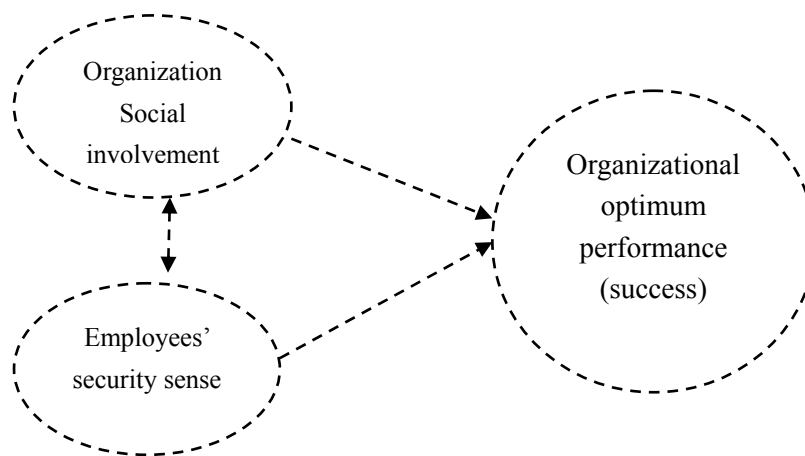 Organization
Social
involvement
Organizational
optimum
performance
(success)
Employees’
security sense